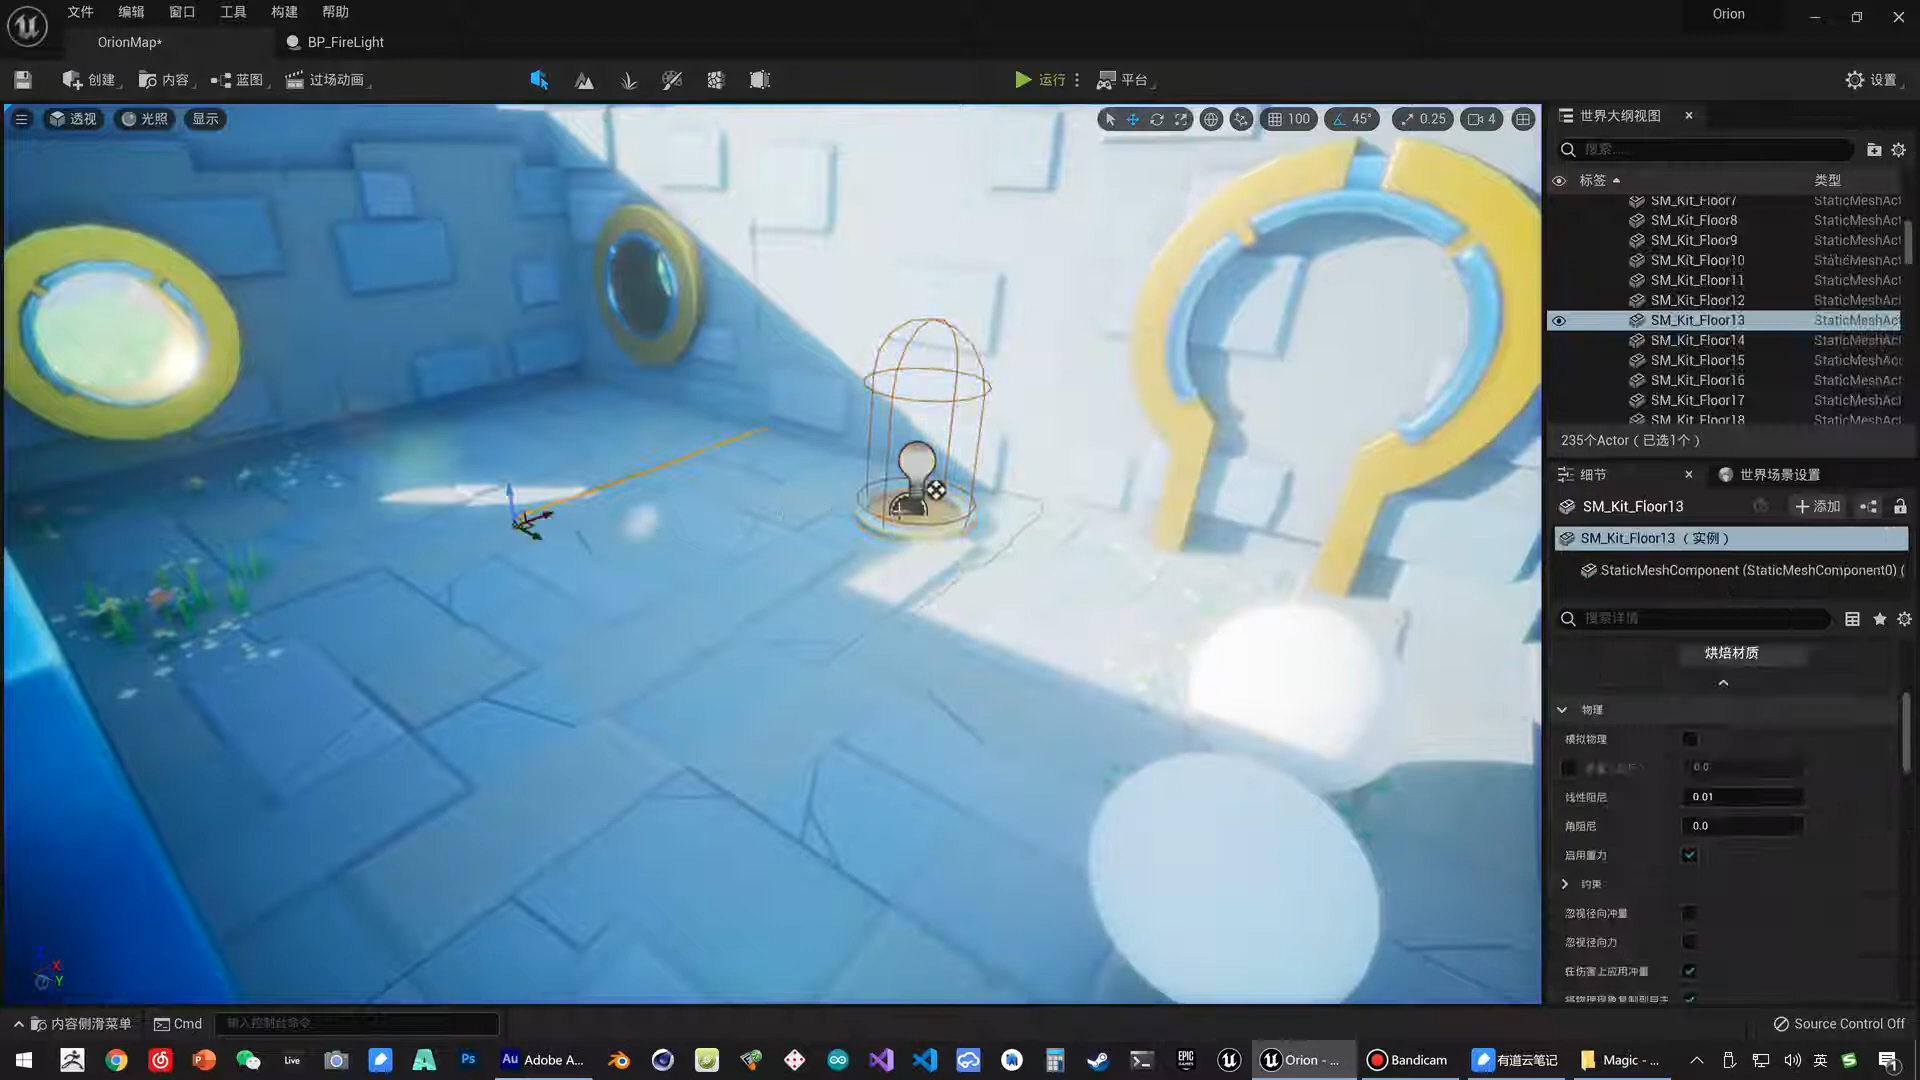 文件 编辑 窗口 工具 构建 帮助
Orion
OrionMap*
BP_FireLight
创建 内容 蓝图 过场动画
运行 平台
设置
透视 光照 显示
100 45° 0.25 4
世界大纲视图
搜索......
标签 类型
SM_Kit_Floor7 StaticMeshAct
SM_Kit_Floor8 StaticMeshAct
SM_Kit_Floor9 StaticMeshAct
SM_Kit_Floor10 StaticMeshAct
SM_Kit_Floor11 StaticMeshAct
SM_Kit_Floor12 StaticMeshAct
SM_Kit_Floor13 StaticMeshAct
SM_Kit_Floor14 StaticMeshAct
SM_Kit_Floor15 StaticMeshAct
SM_Kit_Floor16 StaticMeshAct
SM_Kit_Floor17 StaticMeshAct
SM_Kit_Floor18 StaticMeshAct
235个Actor（已选1个）
细节
世界场景设置
SM_Kit_Floor13
添加
SM_Kit_Floor13（实例）
StaticMeshComponent (StaticMeshComponent0) (
搜索详情
烘焙材质
物理
模拟物理
0.0
线性阻尼 0.01
角阻尼 0.0
启用重力
约束
忽视径向冲量
忽视径向力
在伤害上应用冲量
Z
X
Y
内容侧滑菜单
Cmd
输入控制台命令
Source Control Off
Live
Ps
Au
Adobe A...
EPIC GAMES
Orion - ...
Bandicam
有道云笔记
Magic - ...
英
1